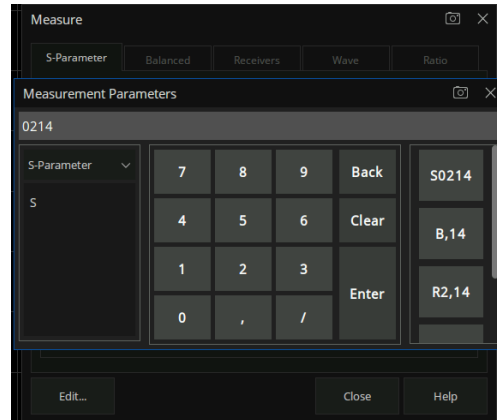 Measure
S-Parameter Balanced Receivers Wave Ratio
Measurement Parameters
0214
S-Parameter
S
7 8 9 Back
4 5 6 Clear
1 2 3
Enter
0 , /
S0214
B,14
R2,14
Edit... Close Help